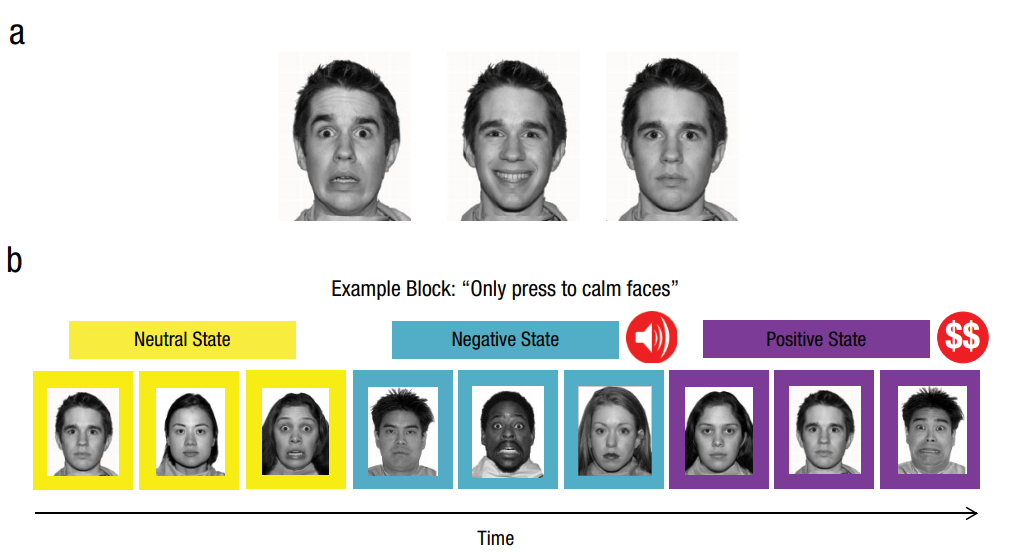 a
b
Example Block: “Only press to calm faces”
Neutral State
Negative State
Positive State
$$
Time